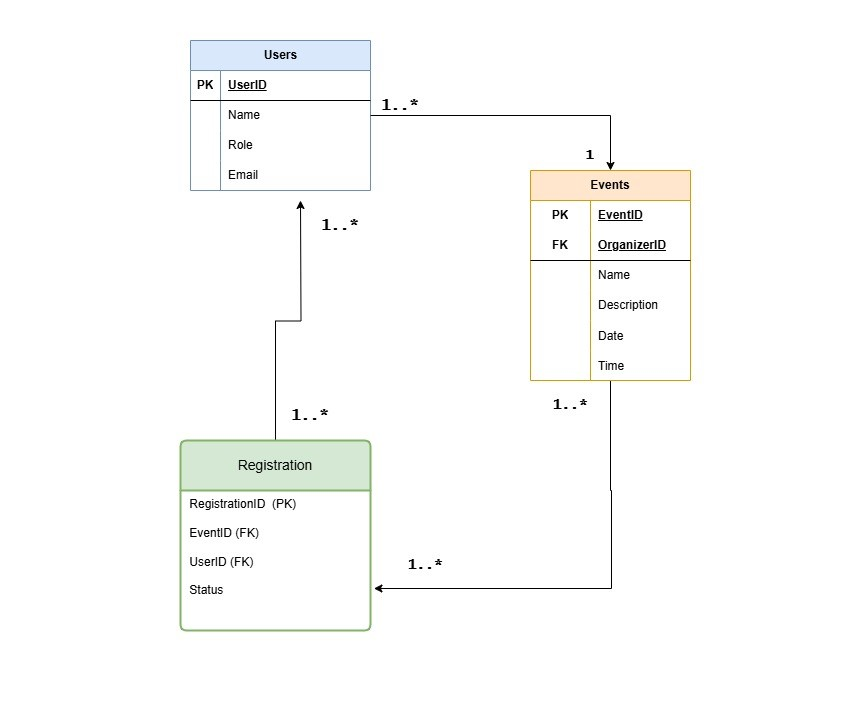 Users
PK UserID
Name
Role
Email
1..*
1
Events
PK EventID
FK OrganizerID
Name
Description
Date
Time
1..*
1..*
1..*
Registration
RegistrationID (PK)
EventID (FK)
UserID (FK)
Status
1..*